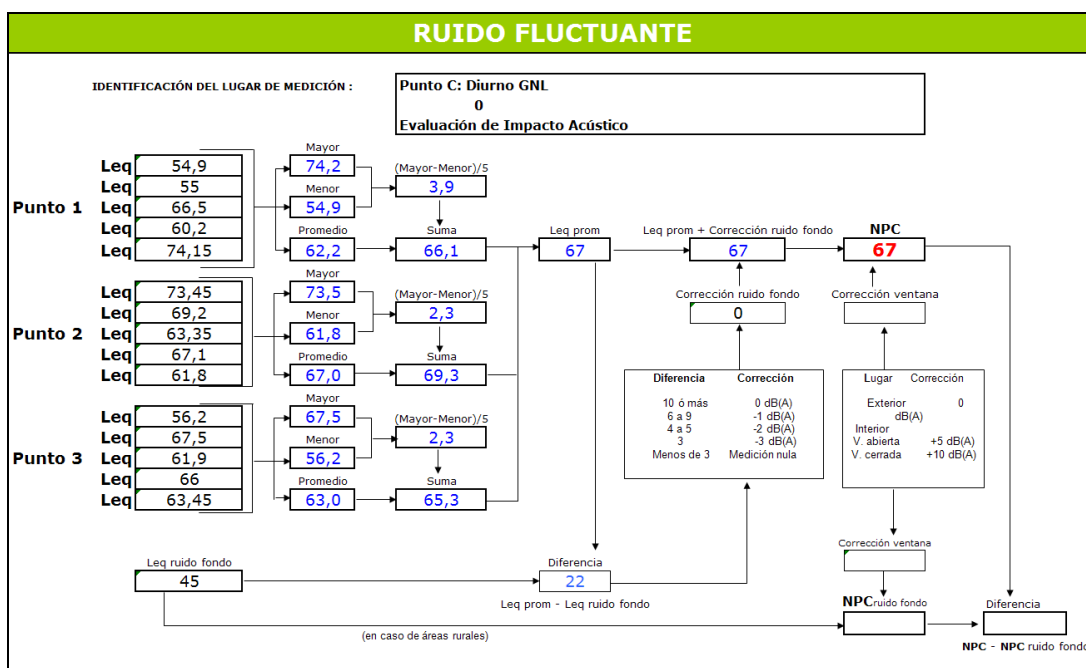 RUIDO FLUCTUANTE
IDENTIFICACIÓN DEL LUGAR DE MEDICIÓN :
Punto C: Diurno GNL
0
Evaluación de Impacto Acústico
Punto 1
Leq 54,9
Leq 55
Leq 66,5
Leq 60,2
Leq 74,15
Mayor
74,2
Menor
54,9
Promedio
62,2
(Mayor-Menor)/5
3,9
Suma
66,1
Punto 2
Leq 73,45
Leq 69,2
Leq 63,35
Leq 67,1
Leq 61,8
Mayor
73,5
Menor
61,8
Promedio
67,0
(Mayor-Menor)/5
2,3
Suma
69,3
Punto 3
Leq 56,2
Leq 67,5
Leq 61,9
Leq 66
Leq 63,45
Mayor
67,5
Menor
56,2
Promedio
63,0
(Mayor-Menor)/5
2,3
Suma
65,3
Leq prom
67
Leq prom + Corrección ruido fondo
67
NPC
67
Corrección ruido fondo
0
Corrección ventana
Diferencia Corrección
10 ó más 0 dB(A)
6 a 9 -1 dB(A)
4 a 5 -2 dB(A)
3 -3 dB(A)
Menos de 3 Medición nula
Lugar Corrección
Exterior 0
dB(A)
Interior
V. abierta +5 dB(A)
V. cerrada +10 dB(A)
Corrección ventana
Leq ruido fondo
45
Diferencia
22
Leq prom - Leq ruido fondo
(en caso de áreas rurales)
NPC ruido fondo
Diferencia
NPC - NPC ruido fondo